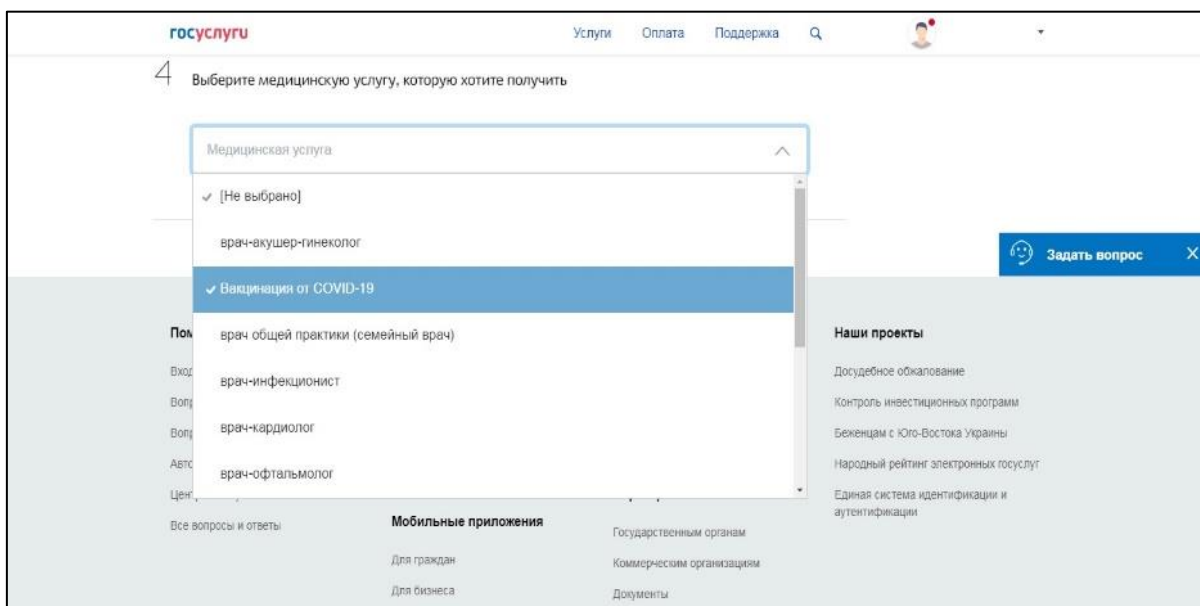 госуслуги
Услуги Оплата Поддержка
4 Выберите медицинскую услугу, которую хотите получить
Медицинская услуга
[Не выбрано]
врач-акушер-гинеколог
Вакцинация от COVID-19
врач общей практики (семейный врач)
врач-инфекционист
врач-кардиолог
врач-офтальмолог
Задать вопрос
Все вопросы и ответы
Мобильные приложения
Для граждан
Для бизнеса
Государственным органам
Коммерческим организациям
Документы
Наши проекты
Досудебное обжалование
Контроль инвестиционных программ
Беженцам с Юго-Востока Украины
Народный рейтинг электронных госуслуг
Единая система идентификации и
аутентификации